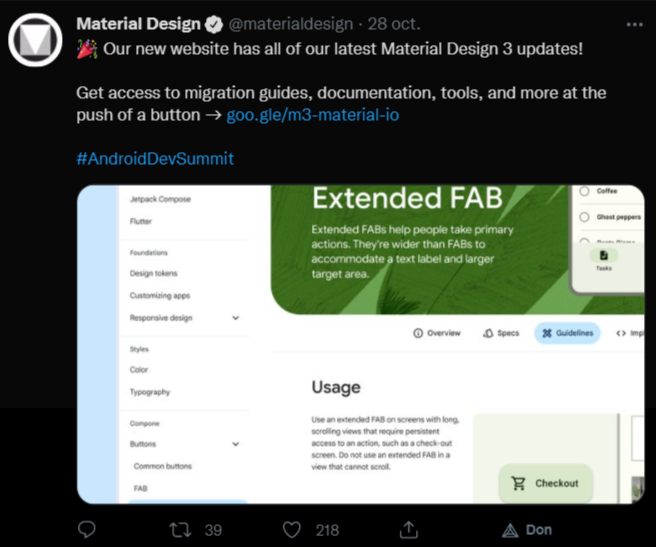 Material Design @materialdesign · 28 oct.
🎉 Our new website has all of our latest Material Design 3 updates!
Get access to migration guides, documentation, tools, and more at the
push of a button → goo.gle/m3-material-io
#AndroidDevSummit
Jetpack Compose
Flutter
Foundations
Design tokens
Customizing apps
Responsive design
Styles
Color
Typography
Compone
Buttons
Common buttons
FAB
Extended FAB
Extended FABs help people take primary
actions. They're wider than FABs to
accommodate a text label and larger
target area.
Coffee
Ghost peppers
Tasks
Overview
Specs
Guidelines
Impl
Usage
Use an extended FAB on screens with long,
scrolling views that require persistent
access to an action, such as a check-out
screen. Do not use an extended FAB in a
view that cannot scroll.
Checkout
39
218
Don